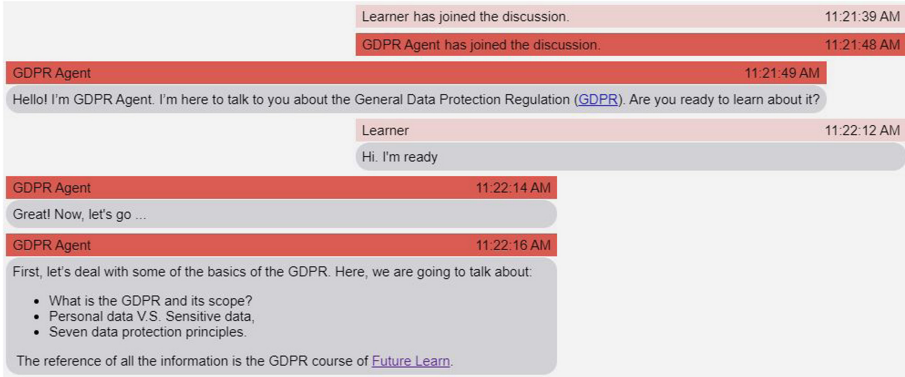 Learner has joined the discussion. 11:21:39 AM
GDPR Agent has joined the discussion. 11:21:48 AM
GDPR Agent 11:21:49 AM
Hello! I'm GDPR Agent. I'm here to talk to you about the General Data Protection Regulation (GDPR). Are you ready to learn about it?
Learner 11:22:12 AM
Hi. I'm ready
GDPR Agent 11:22:14 AM
Great! Now, let's go ...
GDPR Agent 11:22:16 AM
First, let's deal with some of the basics of the GDPR. Here, we are going to talk about:
• What is the GDPR and its scope?
• Personal data V.S. Sensitive data,
• Seven data protection principles.
The reference of all the information is the GDPR course of Future Learn.